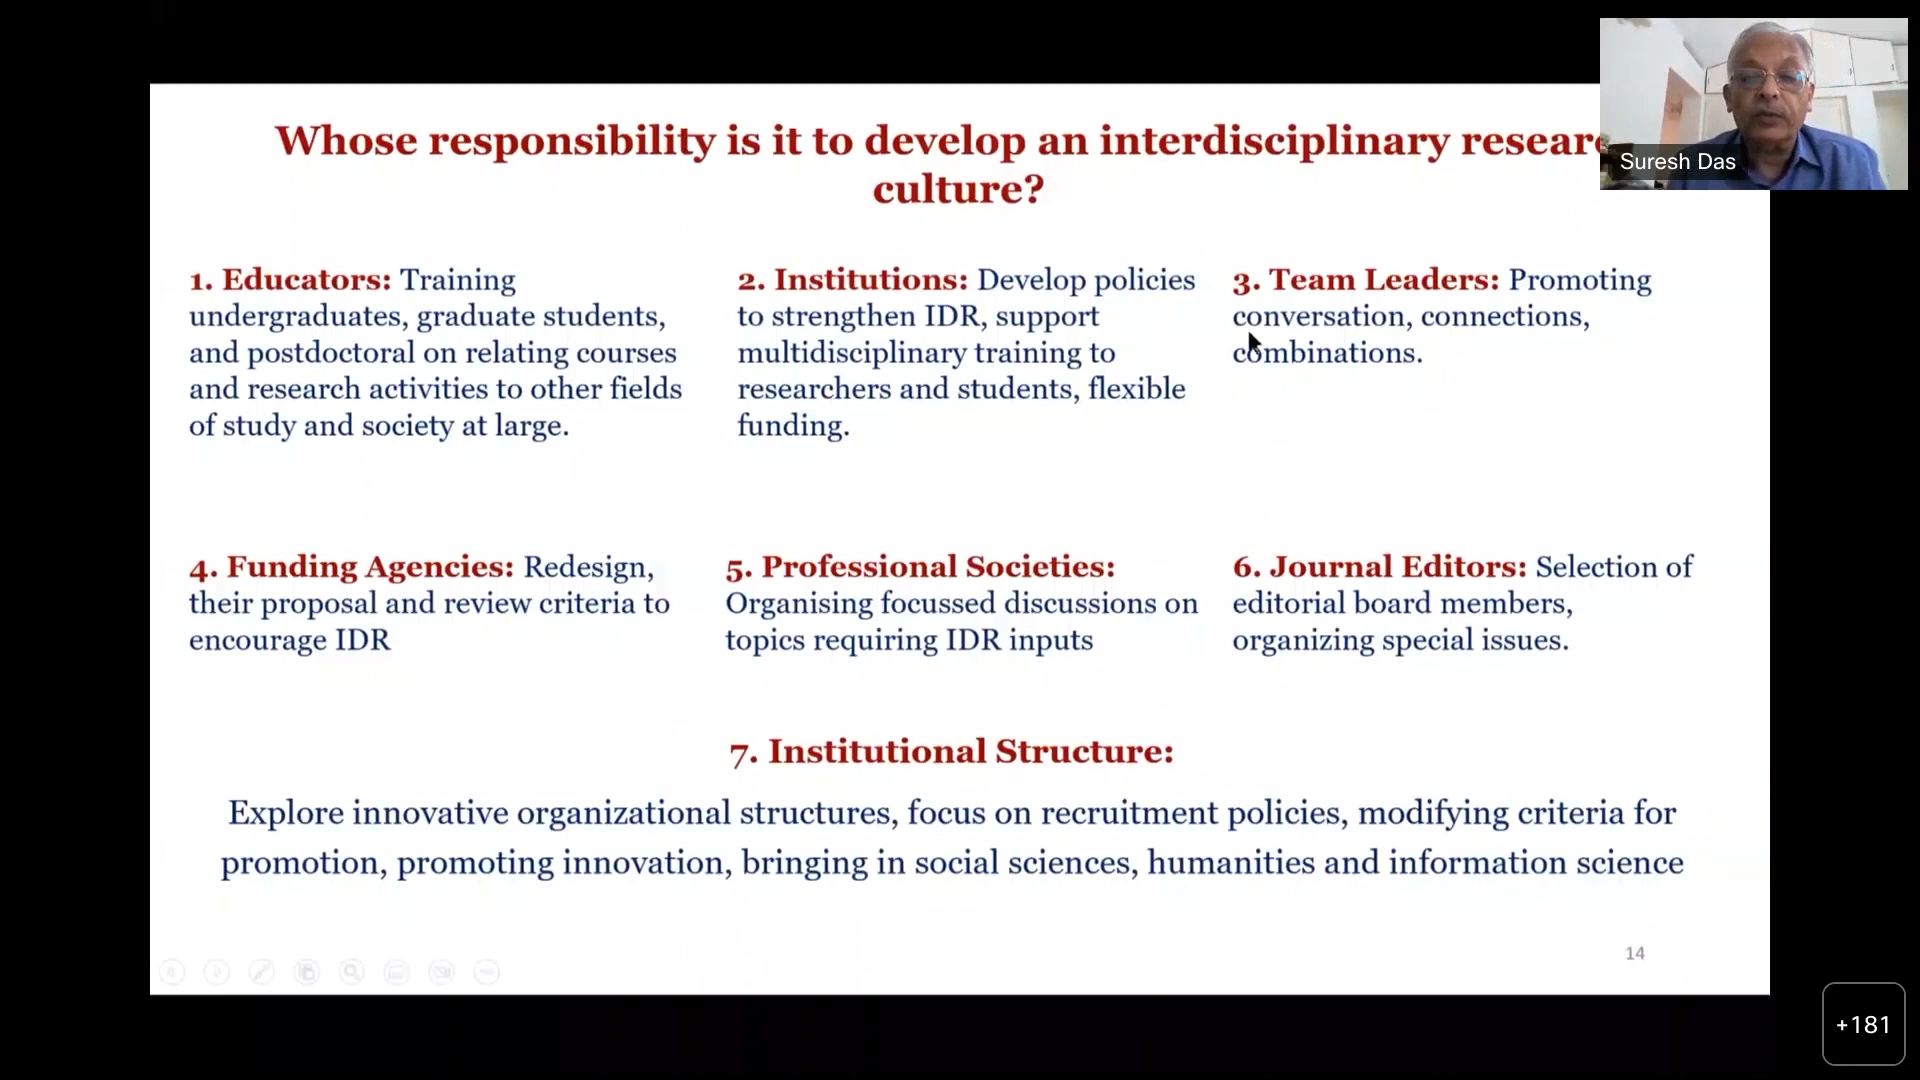 Whose responsibility is it to develop an interdisciplinary resear
culture?
Suresh Das
1. Educators: Training
undergraduates, graduate students,
and postdoctoral on relating courses
and research activities to other fields
of study and society at large.
2. Institutions: Develop policies
to strengthen IDR, support
multidisciplinary training to
researchers and students, flexible
funding.
3. Team Leaders: Promoting
conversation, connections,
combinations.
4. Funding Agencies: Redesign,
their proposal and review criteria to
encourage IDR
5. Professional Societies:
Organising focussed discussions on
topics requiring IDR inputs
6. Journal Editors: Selection of
editorial board members,
organizing special issues.
7. Institutional Structure:
Explore innovative organizational structures, focus on recruitment policies, modifying criteria for
promotion, promoting innovation, bringing in social sciences, humanities and information science
14
+181